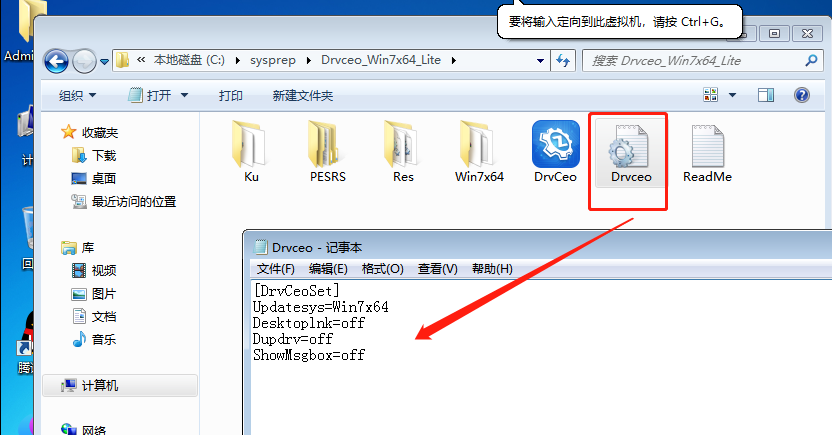 要将输入定向到此虚拟机，请按 Ctrl+G。
Admi
« 本地磁盘 (C:) sysprep Drvceo_Win7x64_Lite
搜索 Drvceo_Win7x64_Lite
组织 打开 打印 新建文件夹
收藏夹
下载
桌面
最近访问的位置
库
视频
图片
文档
音乐
计算机
网络
计
回
腾
Ku PESRS Res Win7x64 DrvCeo Drvceo ReadMe
Drvceo - 记事本
文件(F) 编辑(E) 格式(O) 查看(V) 帮助(H)
[DrvCeoSet]
Updatesys=Win7x64
Desktoplnk=off
Dupdrv=off
ShowMsgbox=off